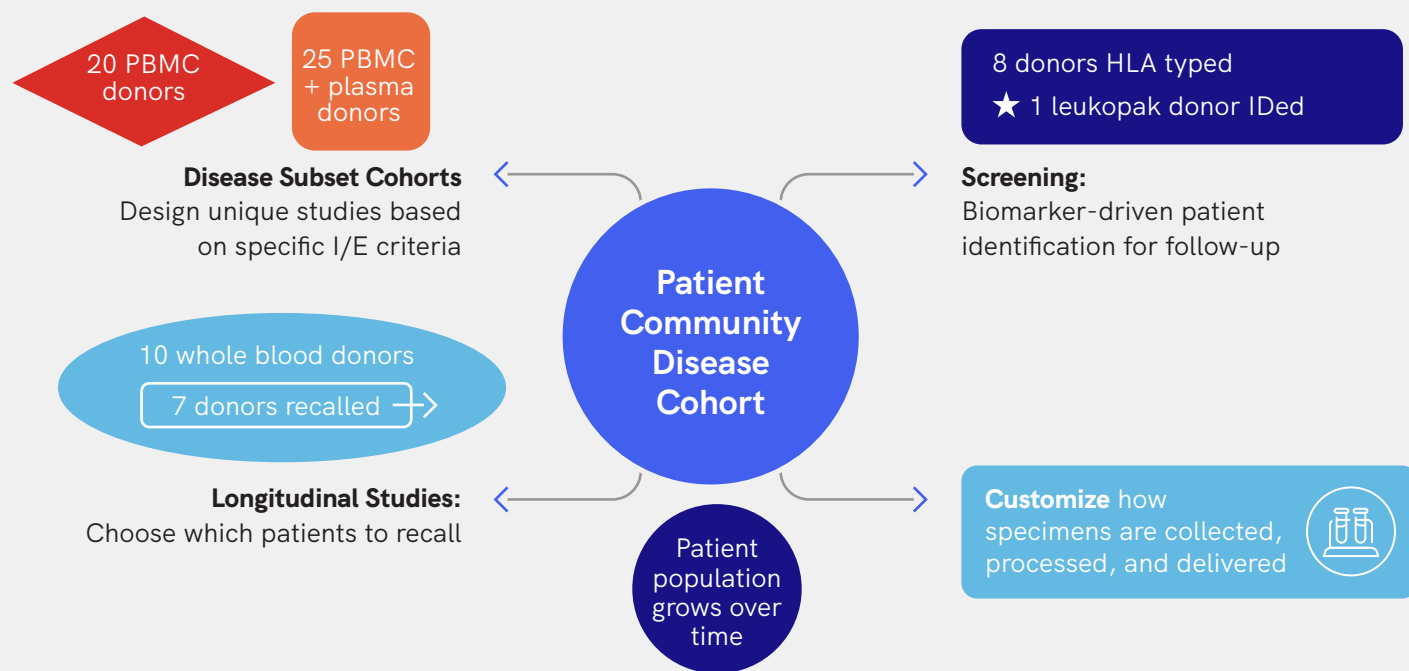 20 PBMC
donors
25 PBMC
+ plasma
donors
Disease Subset Cohorts
Design unique studies based
on specific I/E criteria
8 donors HLA typed
★ 1 leukopak donor IDed
Screening:
Biomarker-driven patient
identification for follow-up
Patient
Community
Disease
Cohort
10 whole blood donors
7 donors recalled
Longitudinal Studies:
Choose which patients to recall
Patient
population
grows over
time
Customize how
specimens are collected,
processed, and delivered